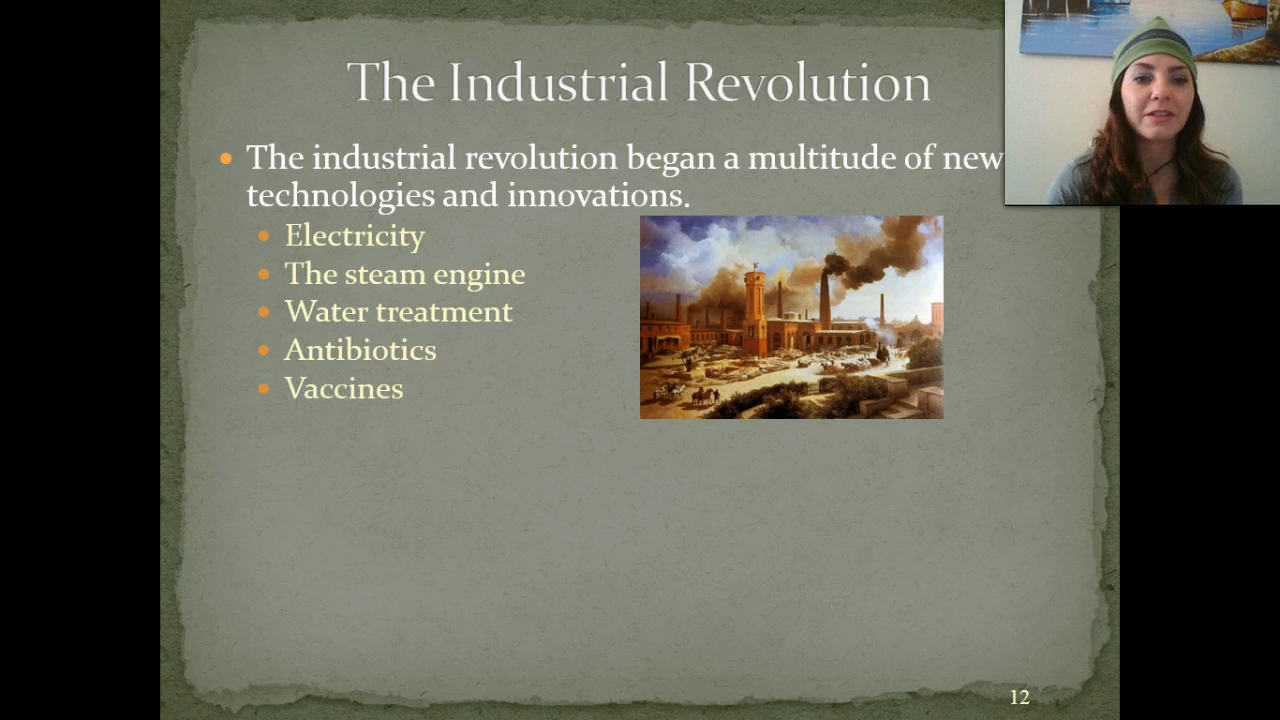 The Industrial Revolution
The industrial revolution began a multitude of new
technologies and innovations.
Electricity
The steam engine
Water treatment
Antibiotics
Vaccines
12